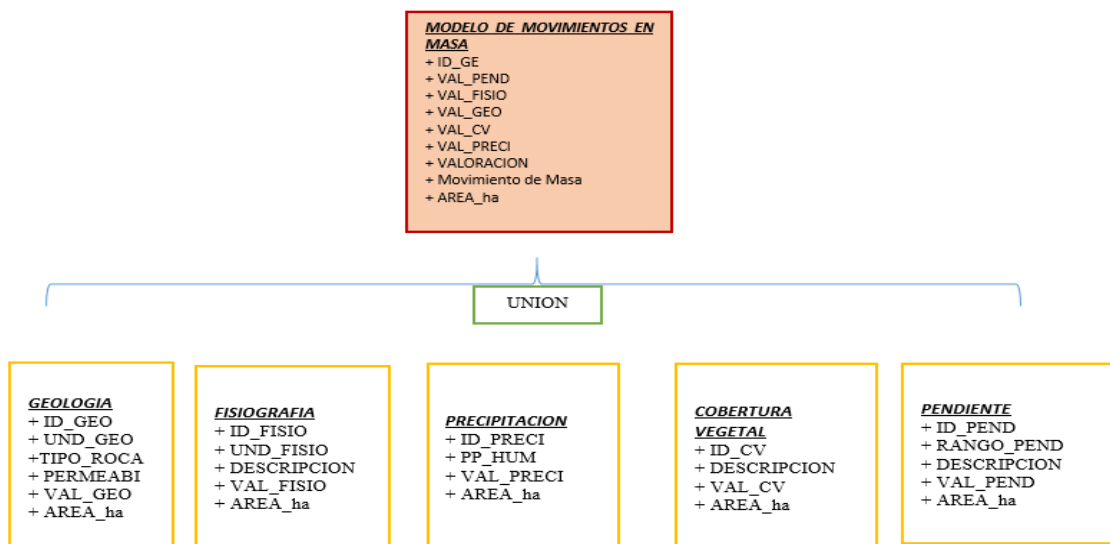 MODELO DE MOVIMIENTOS EN
MASA
+ ID_GE
+ VAL_PEND
+ VAL_FISIO
+ VAL_GEO
+ VAL_CV
+ VAL_PRECI
+ VALORACION
+ Movimiento de Masa
+ AREA_ha
UNION
GEOLOGIA
+ ID_GEO
+ UND_GEO
+TIPO_ROCA
+ PERMEABI
+ VAL_GEO
+ AREA_ha
FISIOGRAFIA
+ ID_FISIO
+ UND_FISIO
+ DESCRIPCION
+ VAL_FISIO
+ AREA_ha
PRECIPITACION
+ ID_PRECI
+ PP_HUM
+ VAL_PRECI
+ AREA_ha
COBERTURA
VEGETAL
+ ID_CV
+ DESCRIPCION
+ VAL_CV
+ AREA_ha
PENDIENTE
+ ID_PEND
+ RANGO_PEND
+ DESCRIPCION
+ VAL_PEND
+ AREA_ha